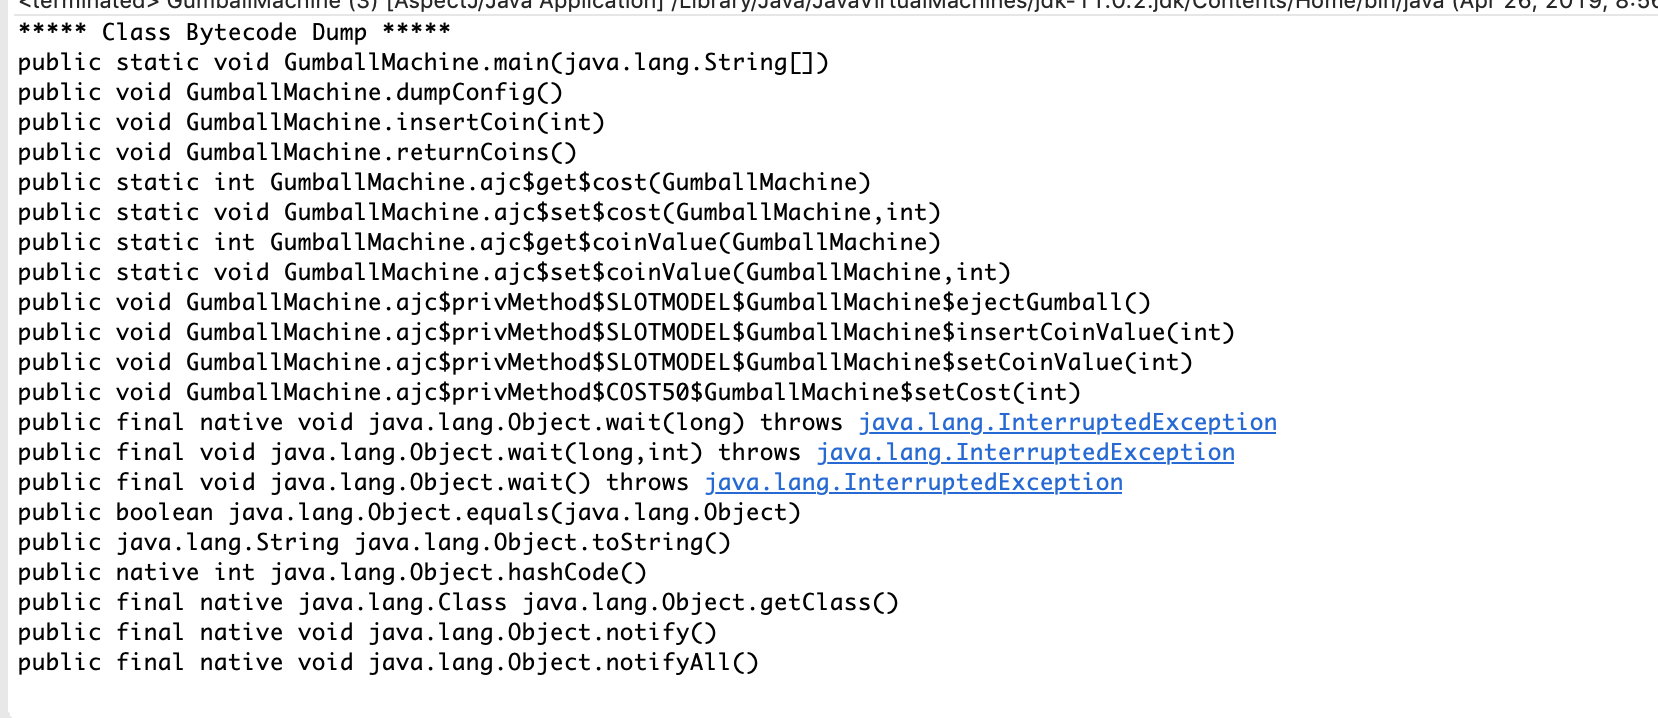 <terminated> GumballMachine (3) [AspectJ/Java Application] /Library/Java/JavaVirtualMachines/jdk-11.0.2.jdk/Contents/Home/bin/java (Apr 26, 2019, 8:56
***** Class Bytecode Dump *****
public static void GumballMachine.main(java.lang.String[])
public void GumballMachine.dumpConfig()
public void GumballMachine.insertCoin(int)
public void GumballMachine.returnCoins()
public static int GumballMachine.ajc$get$cost(GumballMachine)
public static void GumballMachine.ajc$set$cost(GumballMachine,int)
public static int GumballMachine.ajc$get$coinValue(GumballMachine)
public static void GumballMachine.ajc$set$coinValue(GumballMachine,int)
public void GumballMachine.ajc$privMethod$SLOTMODEL$GumballMachine$ejectGumball()
public void GumballMachine.ajc$privMethod$SLOTMODEL$GumballMachine$insertCoinValue(int)
public void GumballMachine.ajc$privMethod$SLOTMODEL$GumballMachine$setCoinValue(int)
public void GumballMachine.ajc$privMethod$COST50$GumballMachine$setCost(int)
public final native void java.lang.Object.wait(long) throws java.lang.InterruptedException
public final void java.lang.Object.wait(long,int) throws java.lang.InterruptedException
public final void java.lang.Object.wait() throws java.lang.InterruptedException
public boolean java.lang.Object.equals(java.lang.Object)
public java.lang.String java.lang.Object.toString()
public native int java.lang.Object.hashCode()
public final native java.lang.Class java.lang.Object.getClass()
public final native void java.lang.Object.notify()
public final native void java.lang.Object.notifyAll()